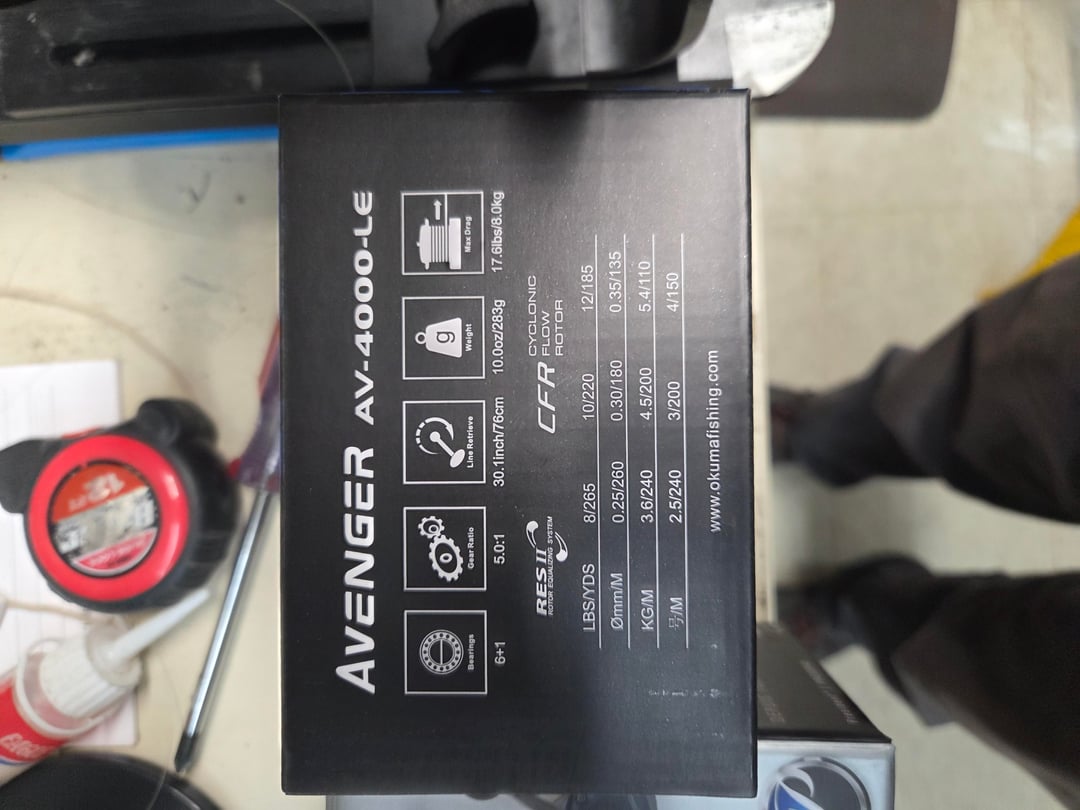 AVENGER AV-4000-LE
Bearings
Gear Ratio
Line Retrieve
g
Weight
Max Drag
6+1
5.0:1
30.1inch/76cm
10.0oz/283g
17.6lbs/8.0kg
RES II
ROTOR EQUALIZING SYSTEM
CFR CYCLONIC
FLOW
ROTOR
LBS/YDS 8/265 10/220 12/185
Ømm/M 0.25/260 0.30/180 0.35/135
KG/M 3.6/240 4.5/200 5.4/110
号/M 2.5/240 3/200 4/150
www.okumafishing.com